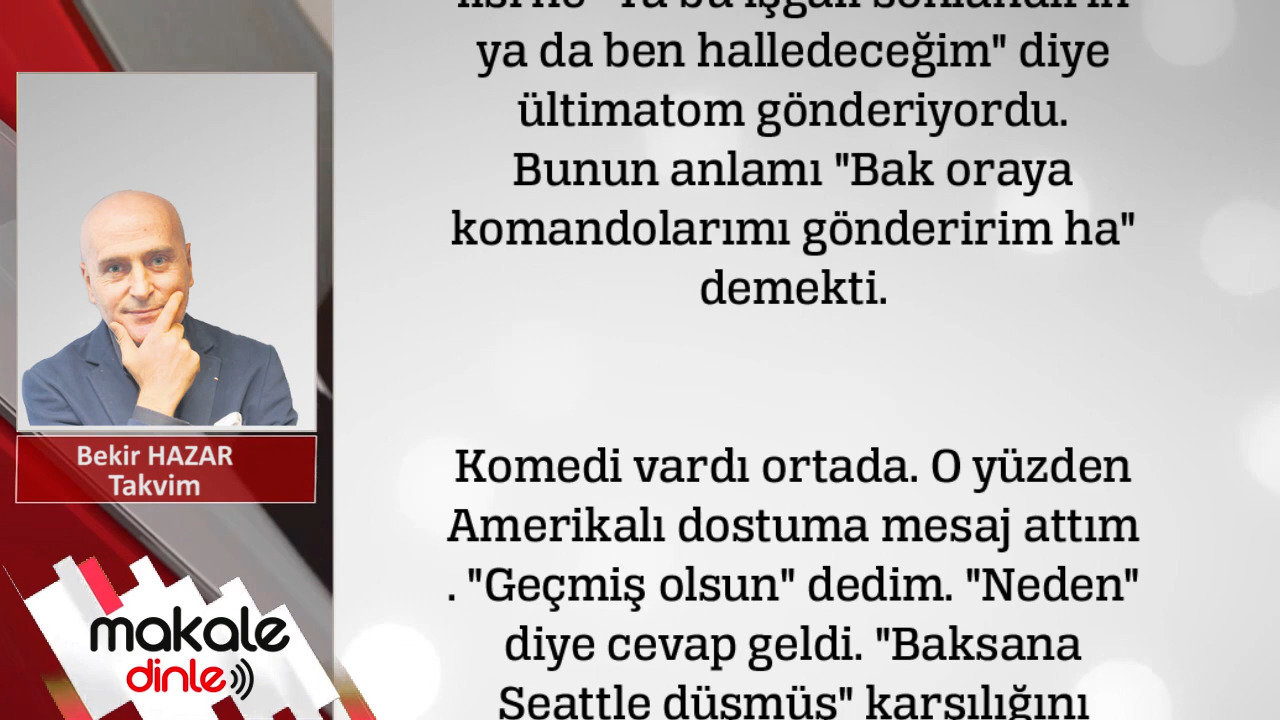 ya da ben halledeceğim" diye
ültimatom gönderiyordu.
Bunun anlamı "Bak oraya
komandolarımı gönderirim ha"
demekti.
Komedi vardı ortada. O yüzden
Amerikalı dostuma mesaj attım
. "Geçmiş olsun" dedim. "Neden"
diye cevap geldi. "Baksana
Seattle düşmüş" karşılığını
Bekir HAZAR
Takvim
makale
dinle